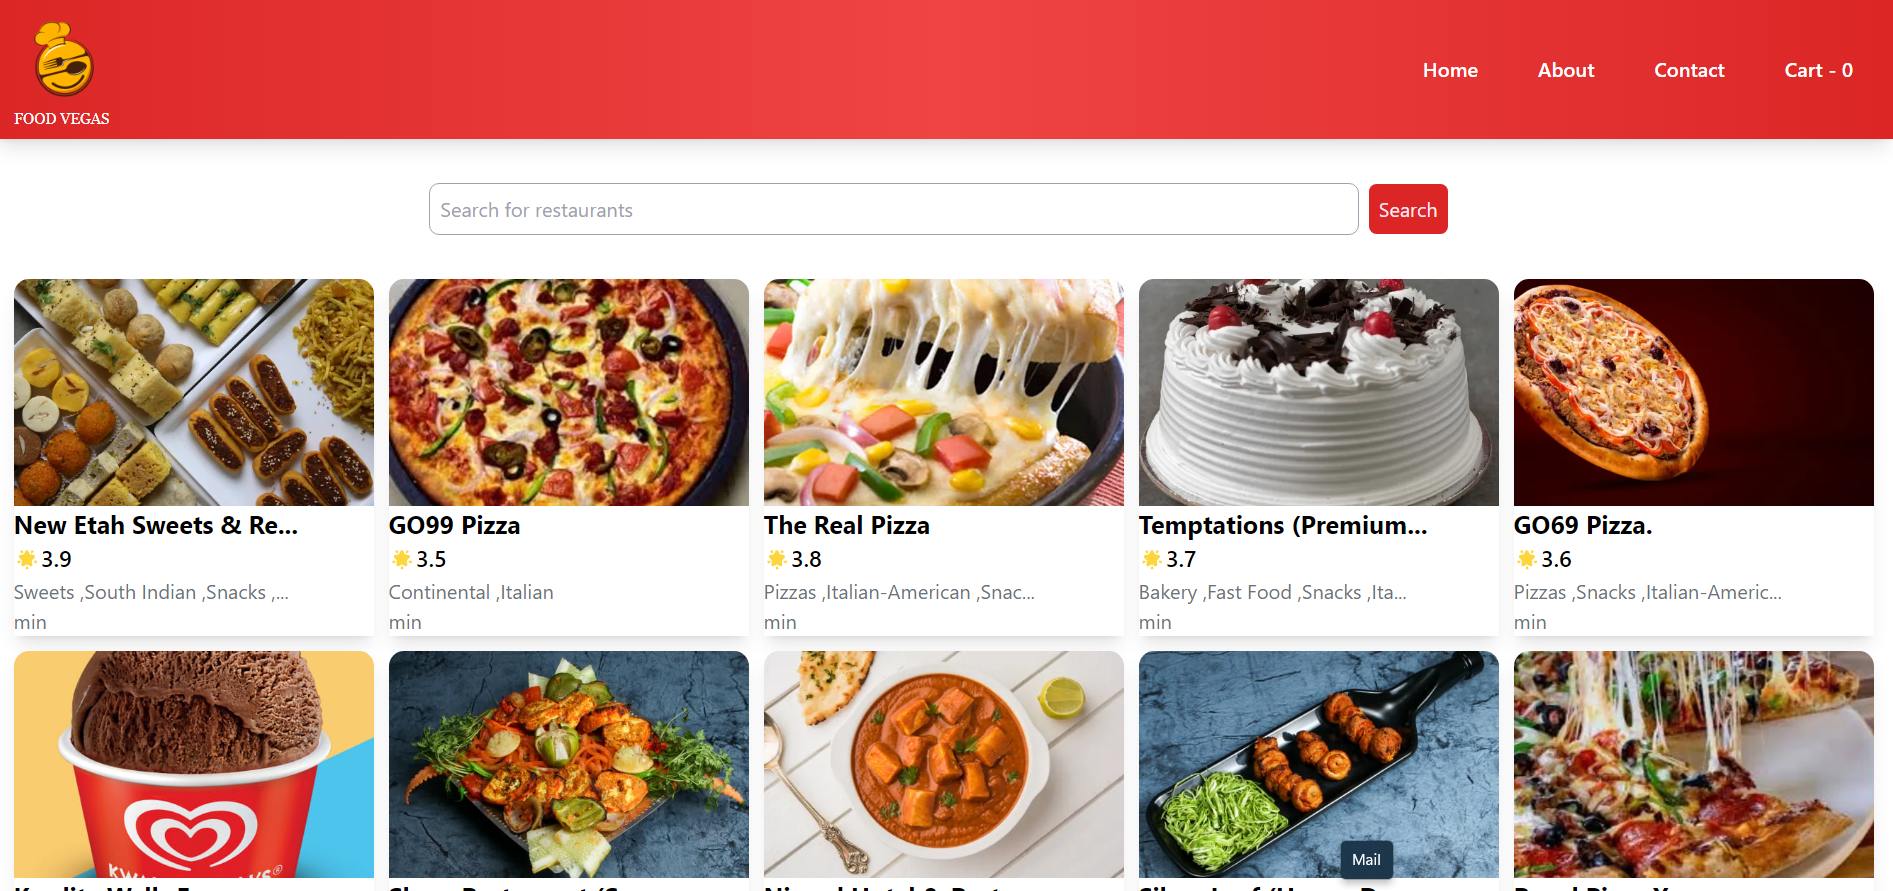 FOOD VEGAS
Home
About
Contact
Cart - 0
Search for restaurants
Search
New Etah Sweets & Re...
3.9
Sweets ,South Indian ,Snacks ,...
min
GO99 Pizza
3.5
Continental ,Italian
min
The Real Pizza
3.8
Pizzas ,Italian-American ,Snac...
min
Temptations (Premium...
3.7
Bakery ,Fast Food ,Snacks ,Ita...
min
GO69 Pizza.
3.6
Pizzas ,Snacks ,Italian-Americ...
min
Mail